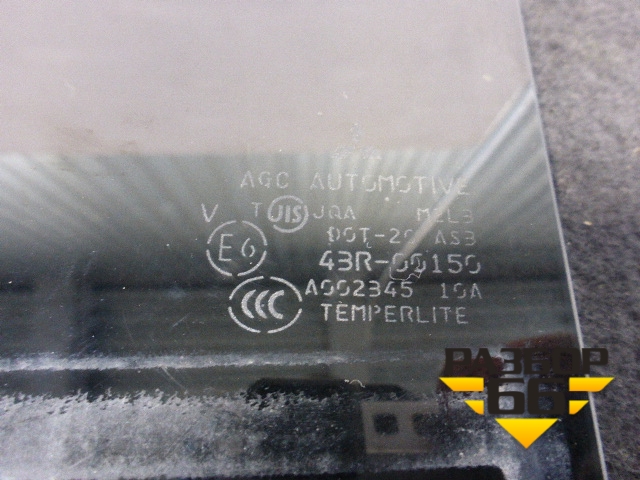 AGC AUTOMOTIVE
V T JIS JQA M2L3
DOT-20 AS3
E6 43R-00150
CCC A002345 10A
TEMPERLITE
РАЗБОР
66